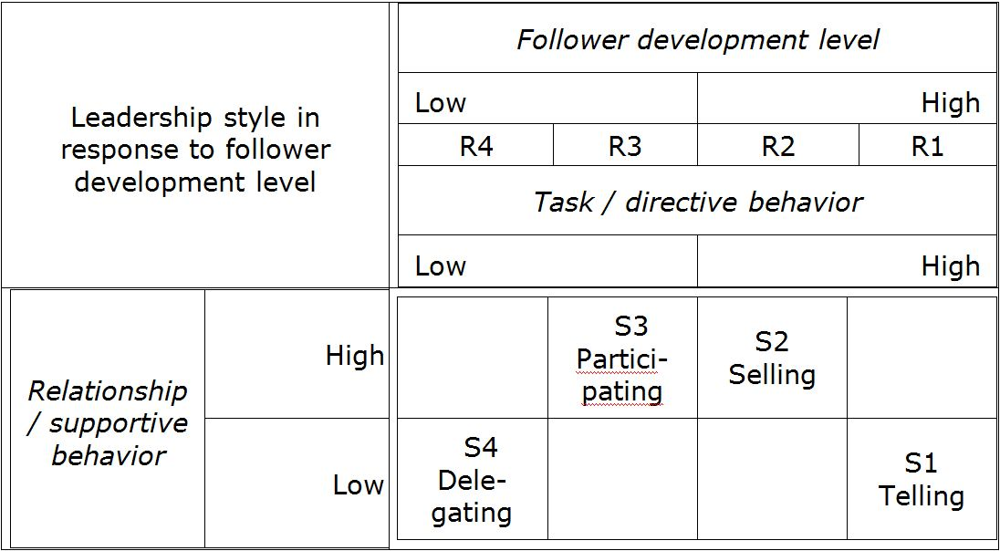 Leadership style in
response to follower
development level
Follower development level
Low High
R4 R3 R2 R1
Task / directive behavior
Low High
Relationship
/ supportive
behavior
High
S3
Partici-
pating
S2
Selling
Low
S4
Dele-
gating
S1
Telling